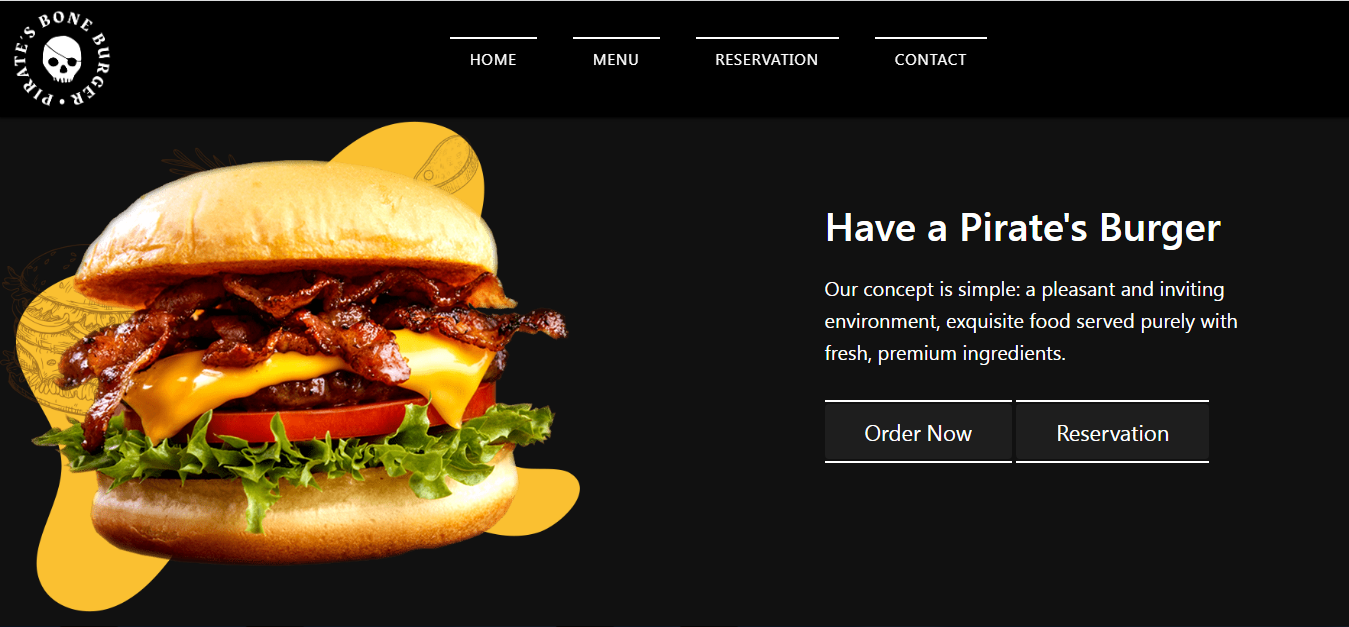 PIRATE'S BONE BURGER •
HOME
MENU
RESERVATION
CONTACT
Have a Pirate's Burger
Our concept is simple: a pleasant and inviting
environment, exquisite food served purely with
fresh, premium ingredients.
Order Now
Reservation